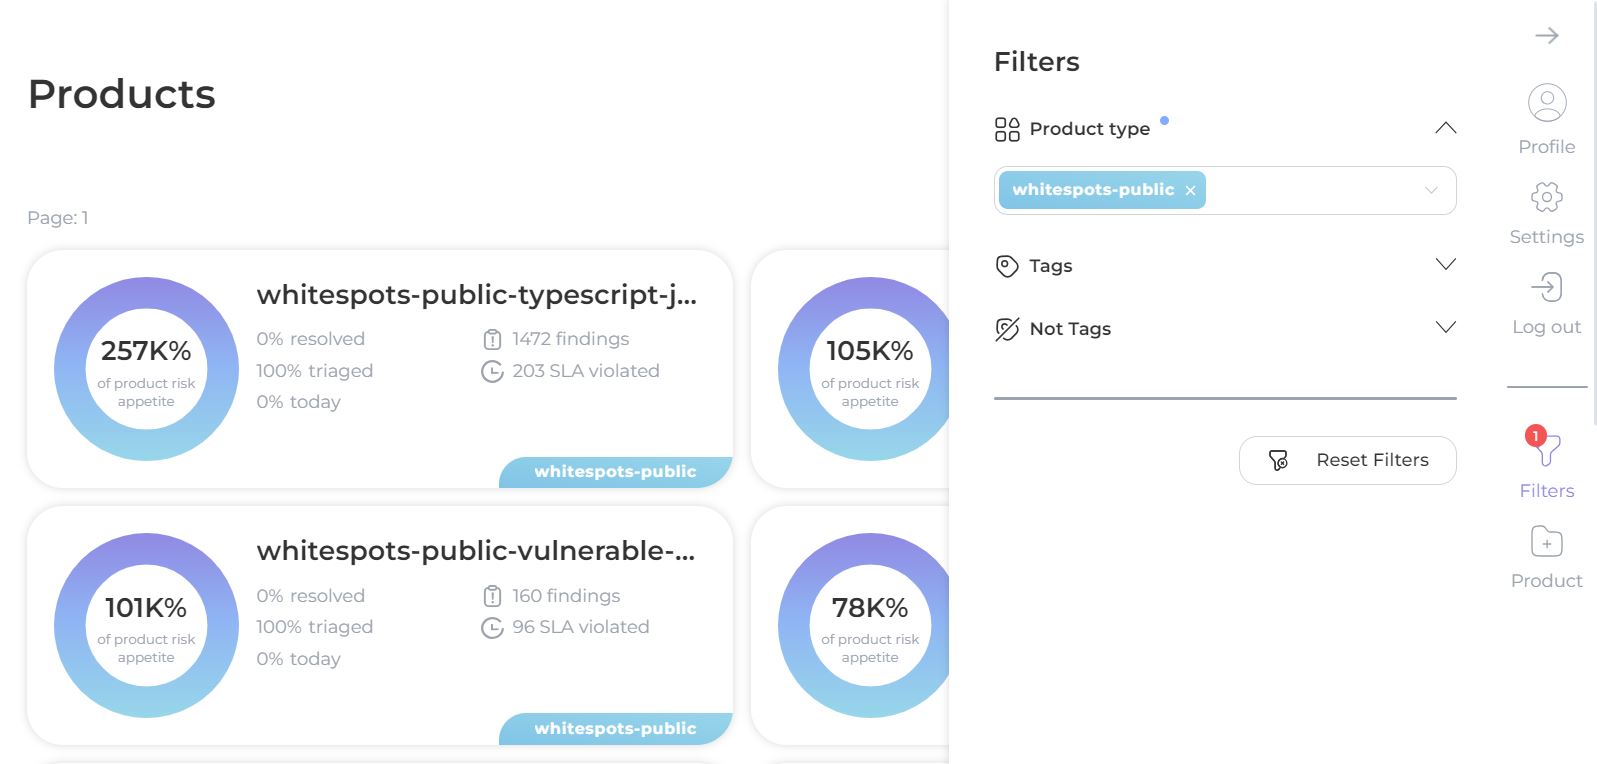 Products
Page: 1
257K%
of product risk
appetite
whitespots-public-typescript-j...
0% resolved
100% triaged
0% today
1472 findings
203 SLA violated
whitespots-public
105K%
of product risk
appetite
101K%
of product risk
appetite
whitespots-public-vulnerable-...
0% resolved
100% triaged
0% today
160 findings
96 SLA violated
whitespots-public
78K%
of product risk
appetite
Filters
Product type
whitespots-public ×
Tags
Not Tags
Reset Filters
Profile
Settings
Log out
1
Filters
Product